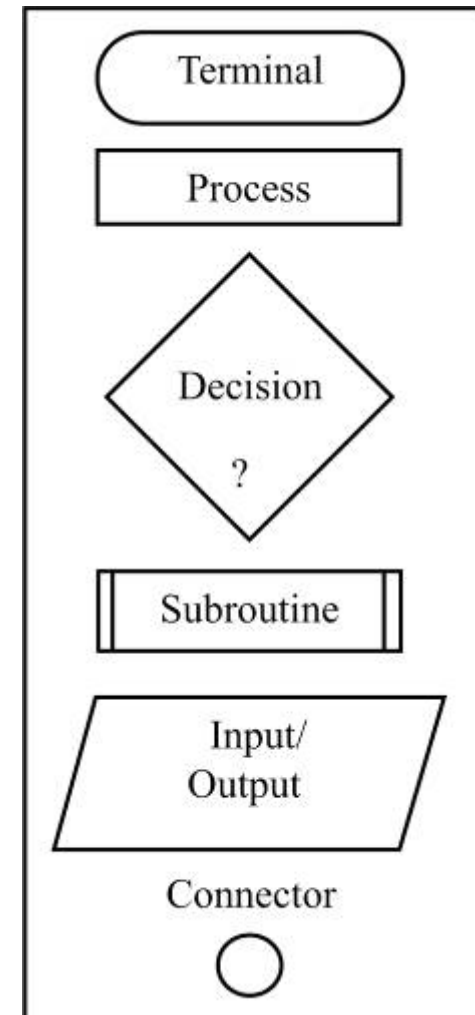 Terminal
Process
Decision
?
Subroutine
Input/
Output
Connector